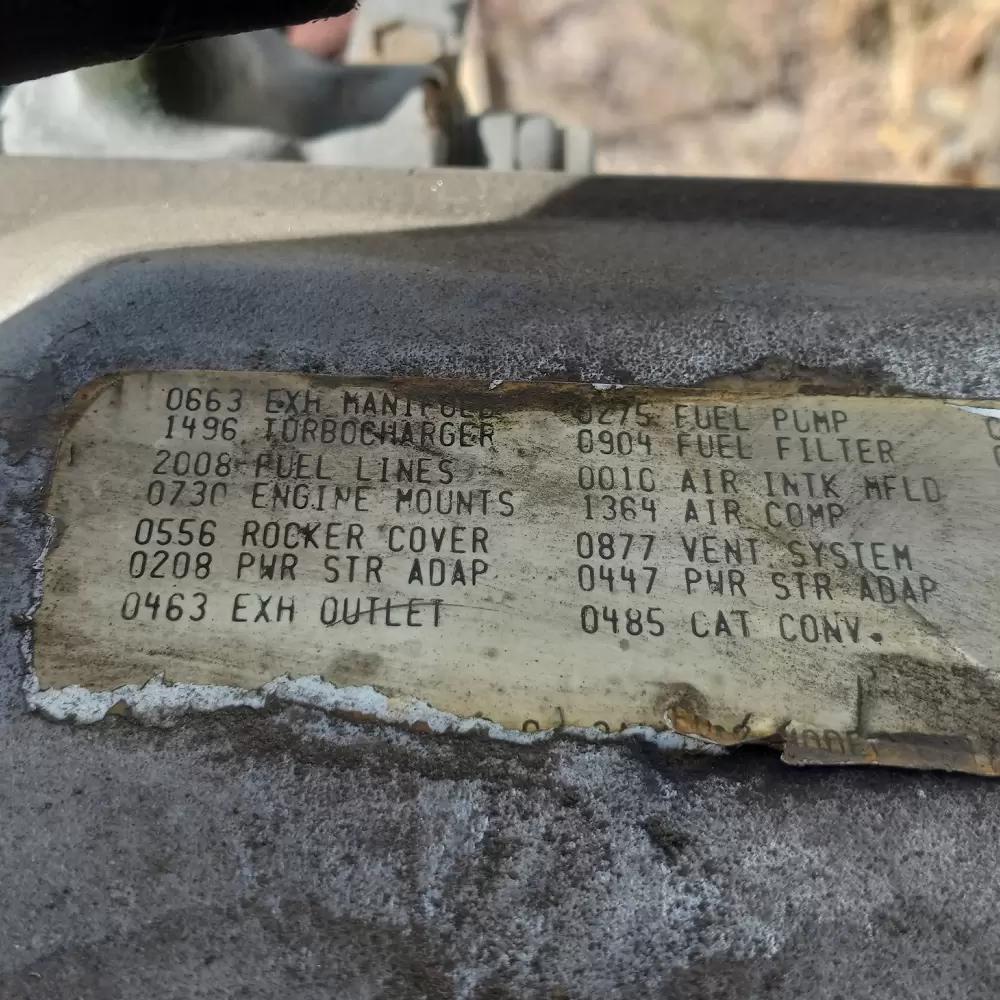 0663 EXH MANIFOLD 0275 FUEL PUMP
1496 TURBOCHARGER 0904 FUEL FILTER
2008 FUEL LINES 0010 AIR INTK MFLD
0730 ENGINE MOUNTS 1364 AIR COMP
0556 ROCKER COVER 0877 VENT SYSTEM
0208 PWR STR ADAP 0447 PWR STR ADAP
0463 EXH OUTLET 0485 CAT CONV.